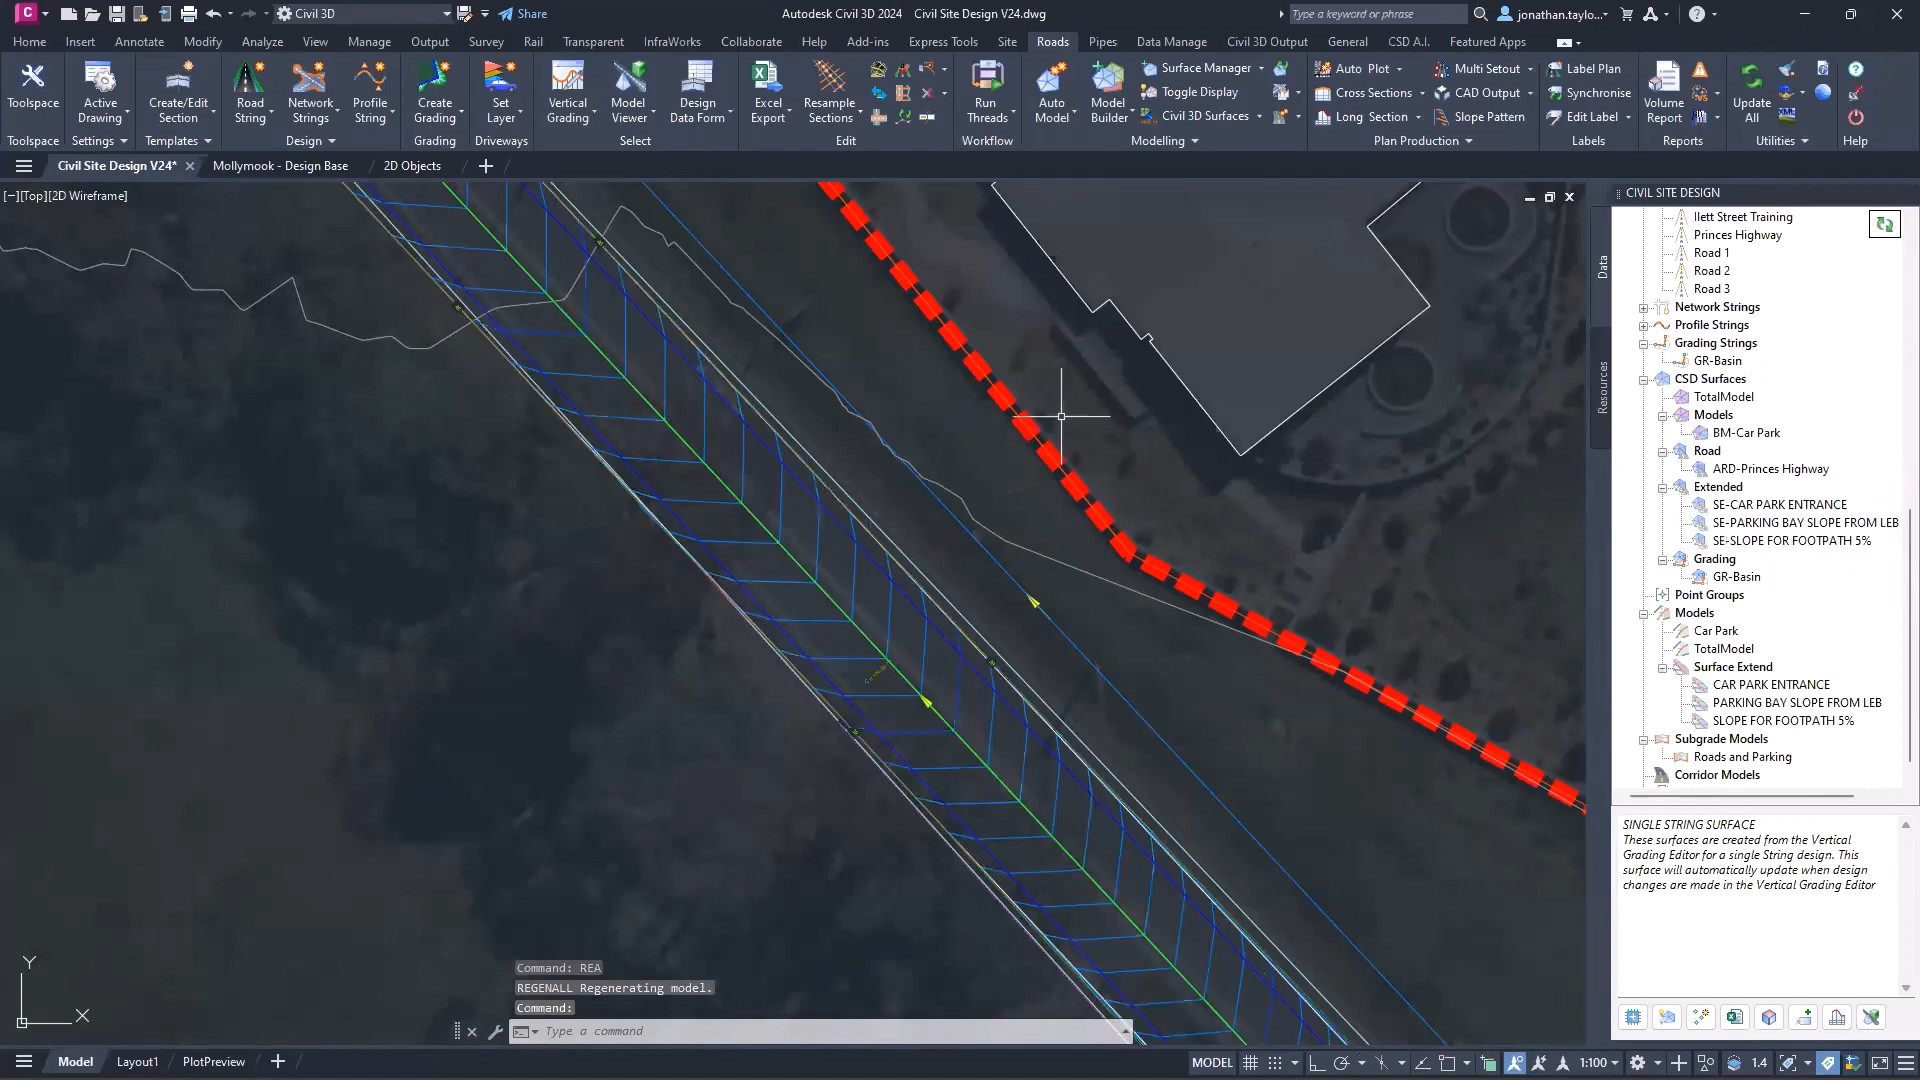 C
Civil 3D
Share
Autodesk Civil 3D 2024 Civil Site Design V24.dwg
Type a keyword or phrase
jonathan.taylo...
Home Insert Annotate Modify Analyze View Manage Output Survey Rail Transparent InfraWorks Collaborate Help Add-ins Express Tools Site Roads Pipes Data Manage Civil 3D Output General CSD A.I. Featured Apps
Toolspace
Active Drawing
Create/Edit Section
Road String
Network Strings
Profile String
Create Grading
Set Layer
Vertical Grading
Model Viewer
Design Data Form
Excel Export
Resample Sections
Run Threads
Auto Model
Model Builder
Surface Manager
Toggle Display
Civil 3D Surfaces
Auto Plot
Cross Sections
Long Section
Multi Setout
CAD Output
Slope Pattern
Label Plan
Synchronise
Edit Label
Volume Report
Update All
Toolspace Settings Templates Design Grading Driveways Select Edit Workflow Modelling Plan Production Labels Reports Utilities Help
Civil Site Design V24* Mollymook - Design Base 2D Objects
[−][Top][2D Wireframe]
CIVIL SITE DESIGN
Data
Resources
Ilett Street Training
Princes Highway
Road 1
Road 2
Road 3
Network Strings
Profile Strings
Grading Strings
GR-Basin
CSD Surfaces
TotalModel
Models
BM-Car Park
Road
ARD-Princes Highway
Extended
SE-CAR PARK ENTRANCE
SE-PARKING BAY SLOPE FROM LEB
SE-SLOPE FOR FOOTPATH 5%
Grading
GR-Basin
Point Groups
Models
Car Park
TotalModel
Surface Extend
CAR PARK ENTRANCE
PARKING BAY SLOPE FROM LEB
SLOPE FOR FOOTPATH 5%
Subgrade Models
Roads and Parking
Corridor Models
SINGLE STRING SURFACE
These surfaces are created from the Vertical
Grading Editor for a single String design. This
surface will automatically update when design
changes are made in the Vertical Grading Editor
Y
X
Command: REA
REGENALL Regenerating model.
Command:
Type a command
Model Layout1 PlotPreview
MODEL 1:100 1.4